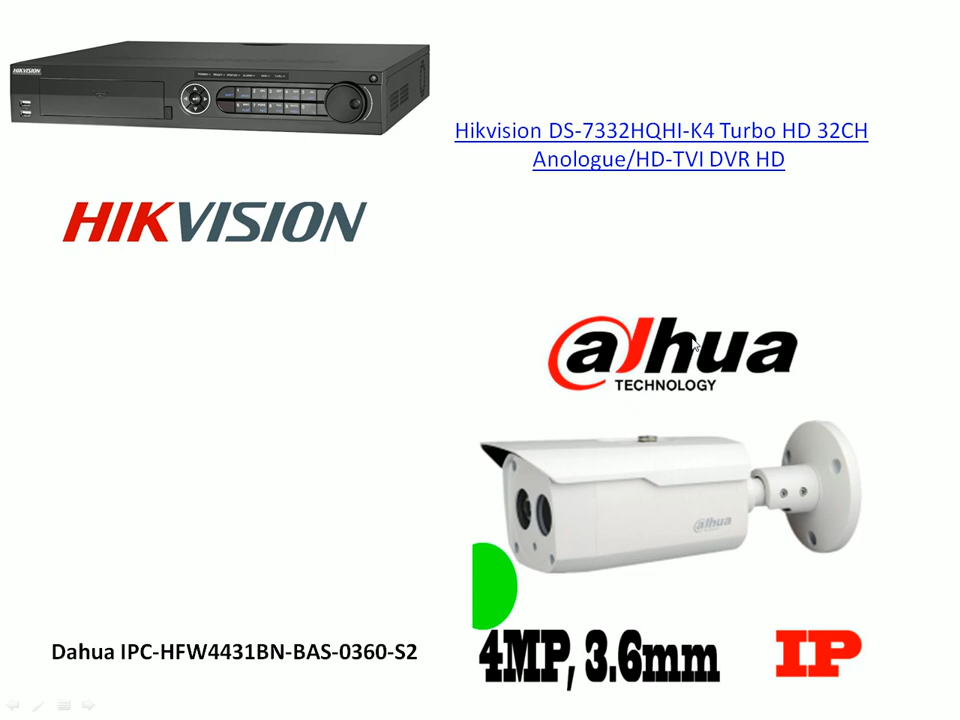 HIKVISION
Hikvision DS-7332HQHI-K4 Turbo HD 32CH
Anologue/HD-TVI DVR HD
HIKVISION
alhua
TECHNOLOGY
alhua
4MP, 3.6mm
IP
Dahua IPC-HFW4431BN-BAS-0360-S2